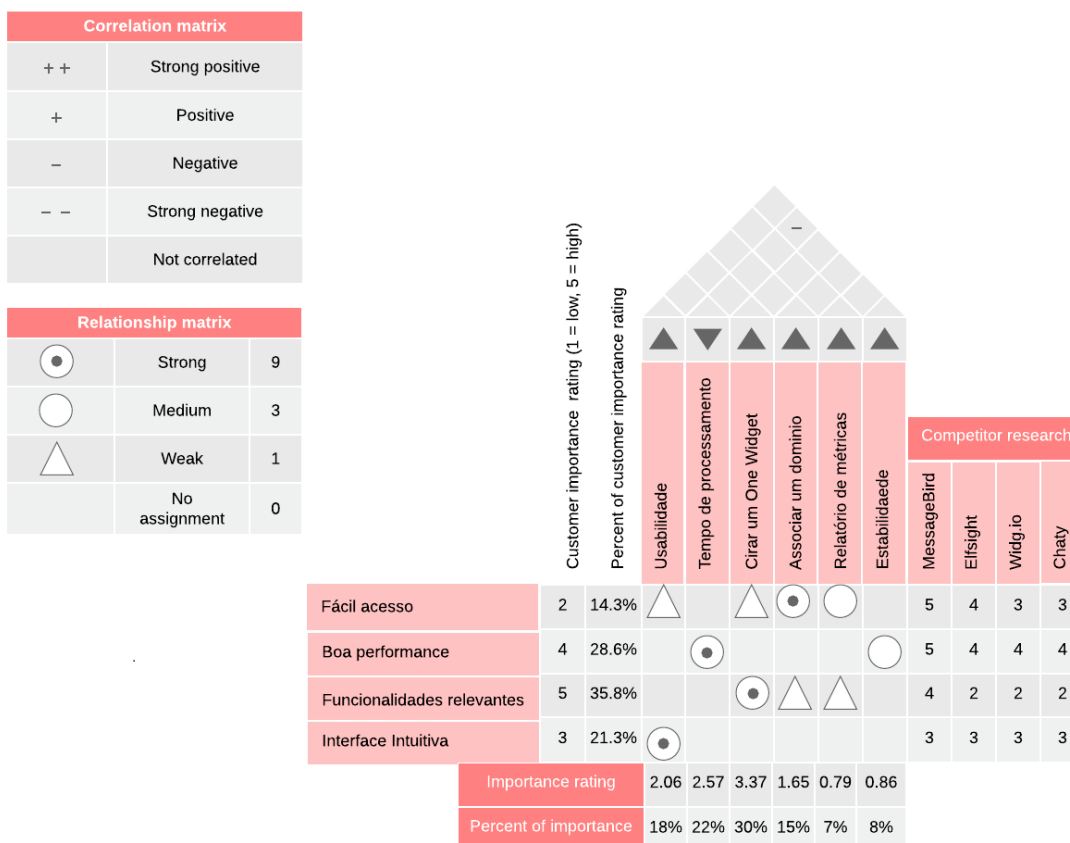 Correlation matrix
+ + Strong positive
+ Positive
− Negative
− − Strong negative
Not correlated
Relationship matrix
Strong 9
Medium 3
Weak 1
No
assignment 0
−
Customer importance rating (1 = low, 5 = high)
Percent of customer importance rating
Usabilidade
Tempo de processamento
Cirar um One Widget
Associar um dominio
Relatório de métricas
Estabilidaede
Competitor research
MessageBird
Elfsight
Widg.io
Chaty
Fácil acesso 2 14.3% 5 4 3 3
Boa performance 4 28.6% 5 4 4 4
Funcionalidades relevantes 5 35.8% 4 2 2 2
Interface Intuitiva 3 21.3% 3 3 3 3
Importance rating 2.06 2.57 3.37 1.65 0.79 0.86
Percent of importance 18% 22% 30% 15% 7% 8%